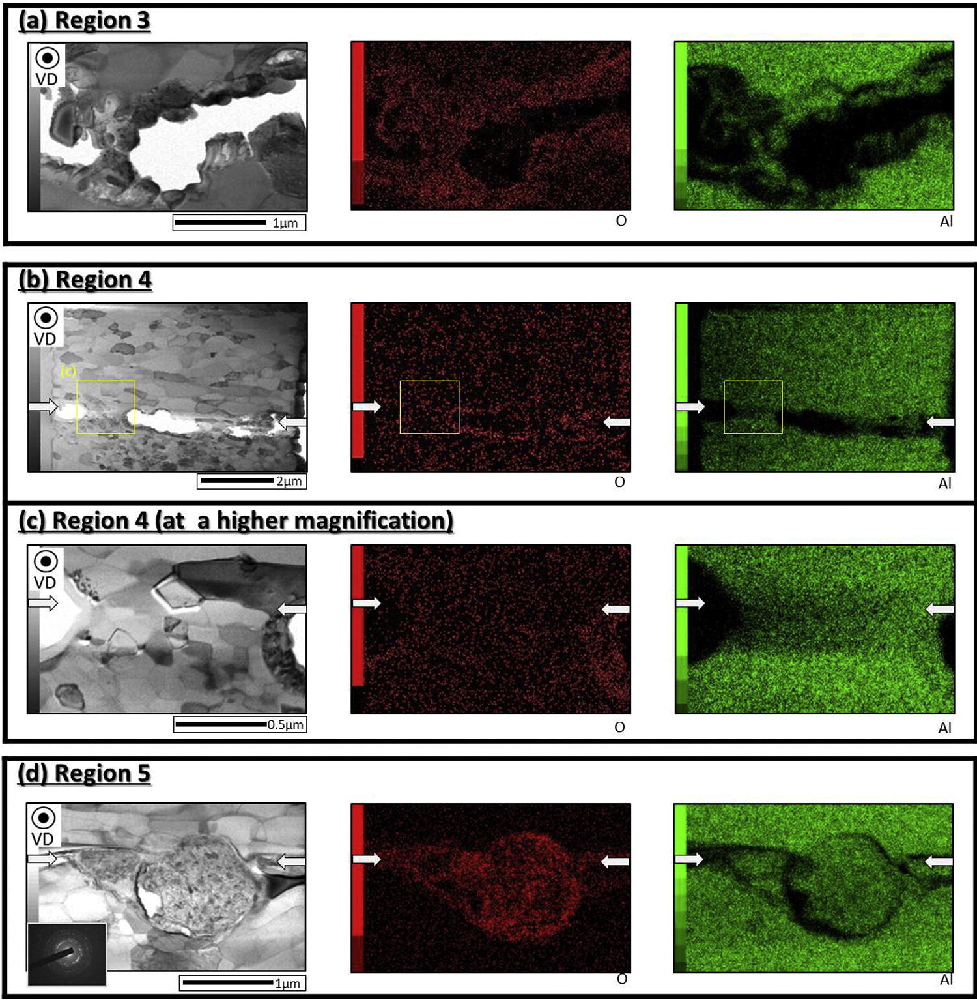 (a) Region 3
VD
1μm
O
Al
(b) Region 4
VD
(c)
2μm
O
Al
(c) Region 4 (at a higher magnification)
VD
0.5μm
O
Al
(d) Region 5
VD
1μm
O
Al